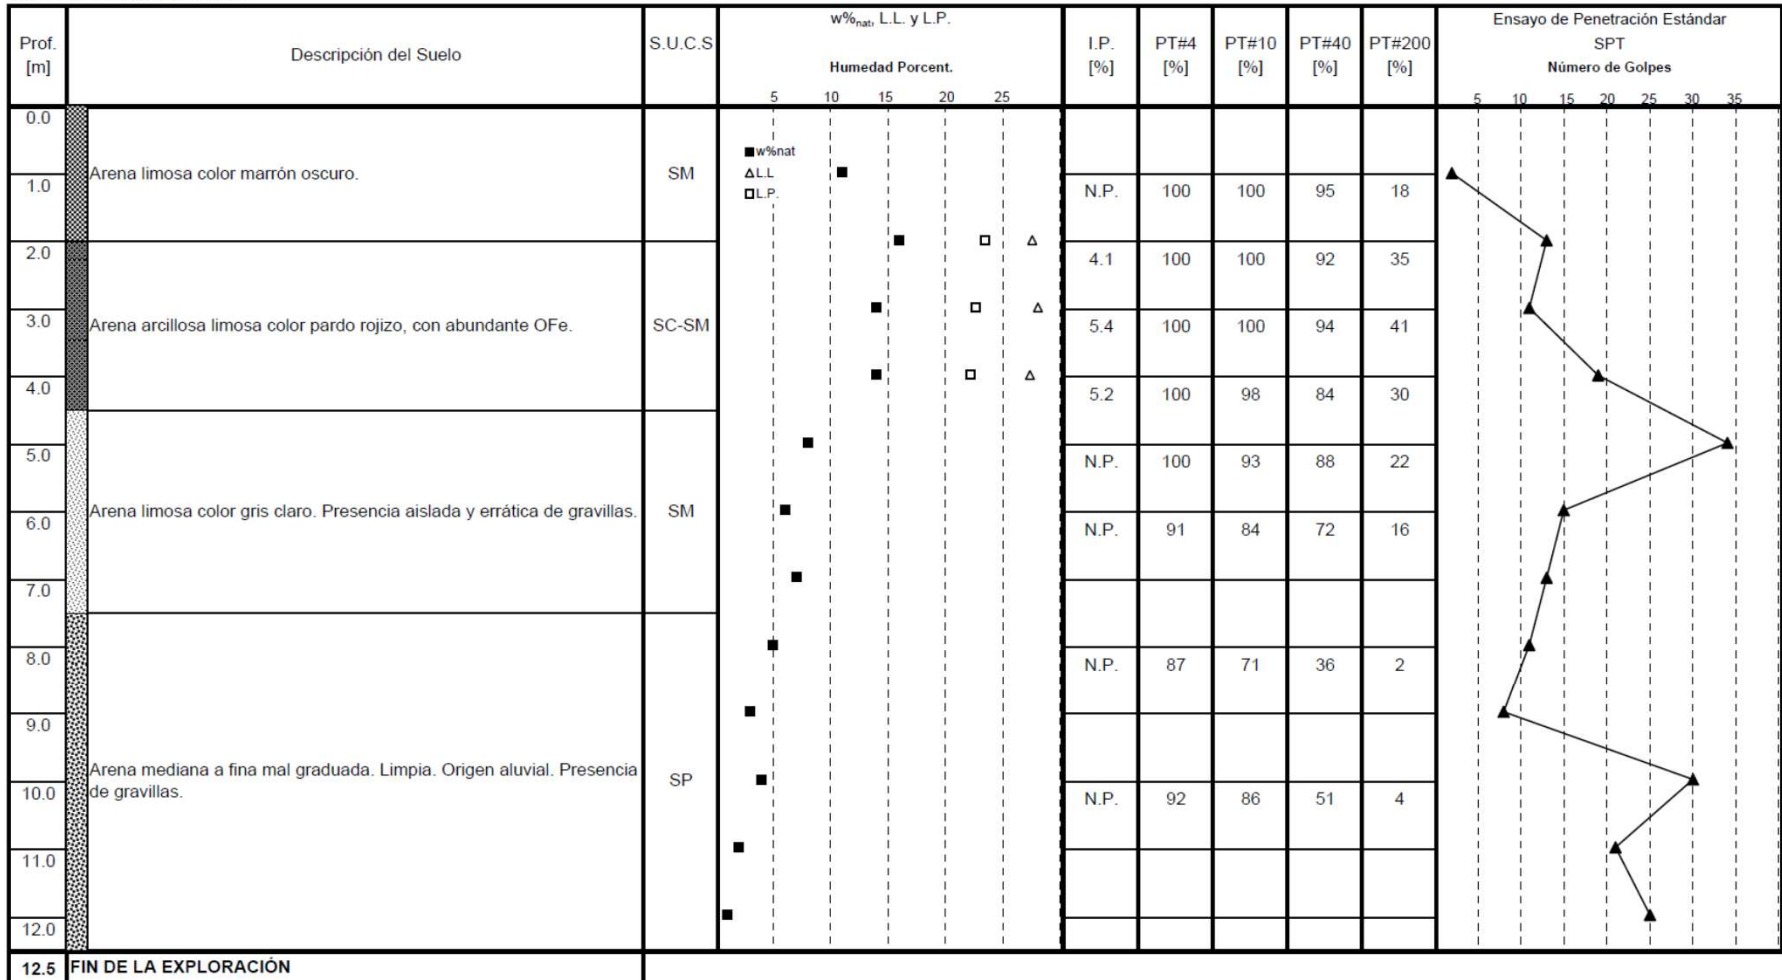 Prof.
[m]
Descripción del Suelo
S.U.C.S
w%nat, L.L. y L.P.
Humedad Porcent.
5 10 15 20 25
I.P.
[%]
PT#4
[%]
PT#10
[%]
PT#40
[%]
PT#200
[%]
Ensayo de Penetración Estándar
SPT
Número de Golpes
5 10 15 20 25 30 35
0.0
w%nat
L.L
L.P.
Arena limosa color marrón oscuro. SM
1.0 N.P. 100 100 95 18
2.0 4.1 100 100 92 35
3.0 5.4 100 100 94 41
Arena arcillosa limosa color pardo rojizo, con abundante OFe. SC-SM
4.0 5.2 100 98 84 30
5.0 N.P. 100 93 88 22
Arena limosa color gris claro. Presencia aislada y errática de gravillas. SM
6.0 N.P. 91 84 72 16
7.0
8.0 N.P. 87 71 36 2
9.0
Arena mediana a fina mal graduada. Limpia. Origen aluvial. Presencia
de gravillas.
SP
10.0 N.P. 92 86 51 4
11.0
12.0
12.5 FIN DE LA EXPLORACIÓN